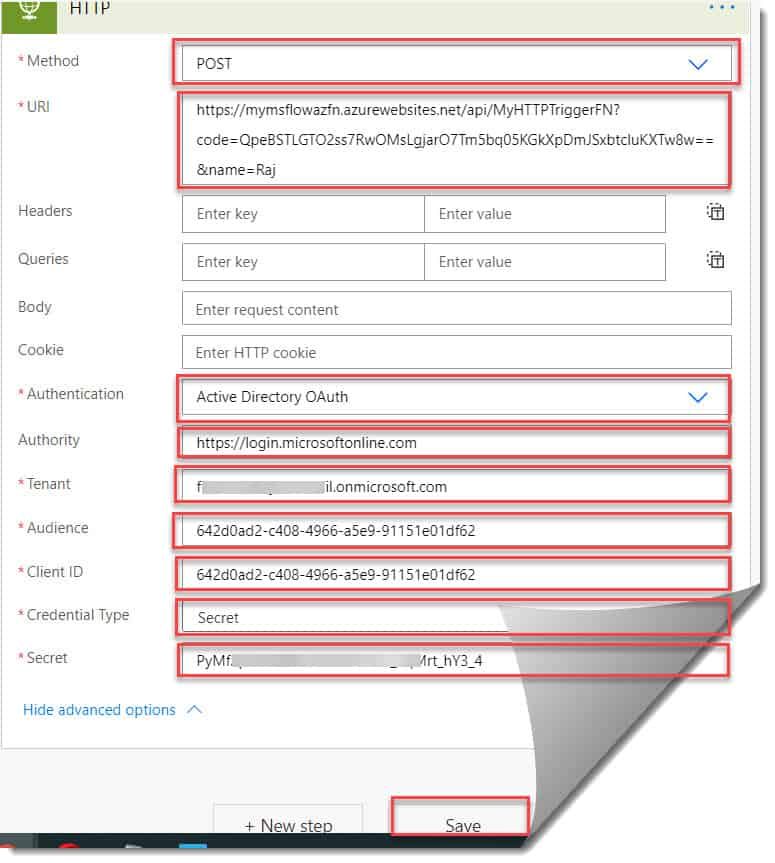 HTTP
* Method
POST
* URI
https://mymsflowazfn.azurewebsites.net/api/MyHTTPTriggerFN?
code=QpeBSTLGTO2ss7RwOMsLgjarO7Tm5bq05KGkXpDmJSxbtcIuKXTw8w==
&name=Raj
Headers
Enter key
Enter value
Queries
Enter key
Enter value
Body
Enter request content
Cookie
Enter HTTP cookie
* Authentication
Active Directory OAuth
Authority
https://login.microsoftonline.com
* Tenant
f il.onmicrosoft.com
* Audience
642d0ad2-c408-4966-a5e9-91151e01df62
* Client ID
642d0ad2-c408-4966-a5e9-91151e01df62
* Credential Type
Secret
* Secret
PyMf Mrt_hY3_4
Hide advanced options
+ New step
Save